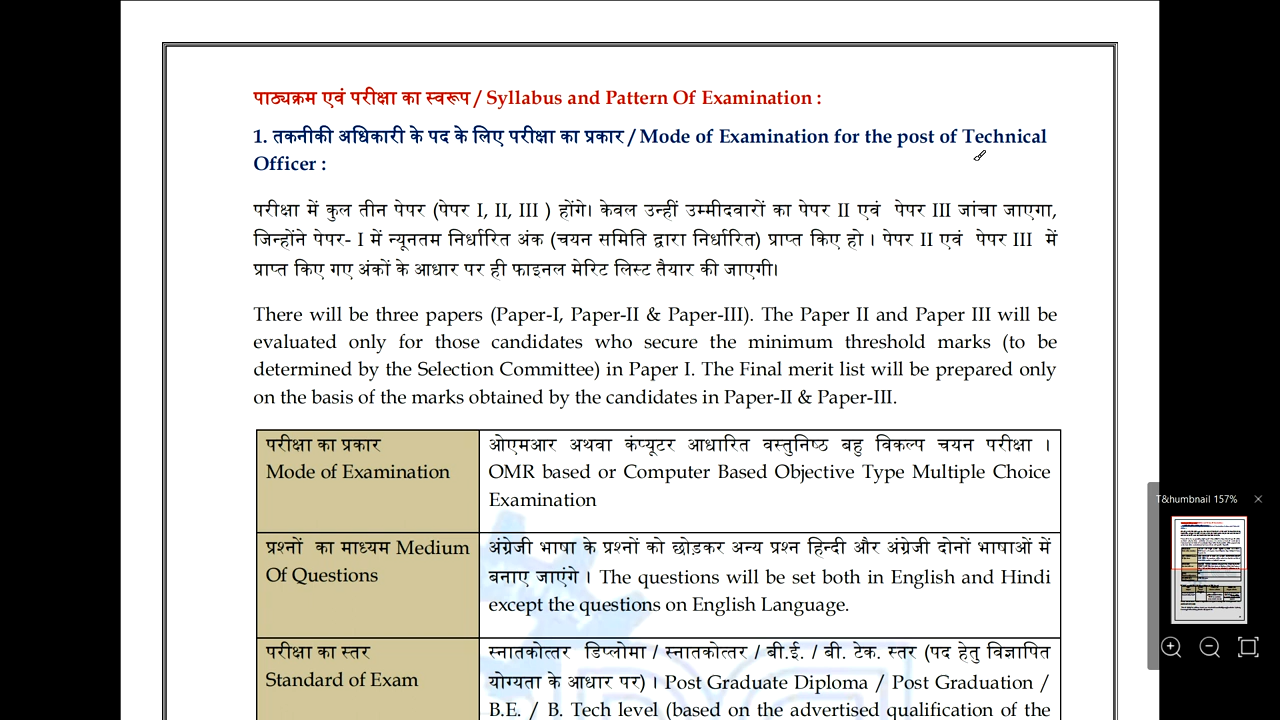 पाठ्यक्रम एवं परीक्षा का स्वरूप / Syllabus and Pattern Of Examination :
1. तकनीकी अधिकारी के पद के लिए परीक्षा का प्रकार / Mode of Examination for the post of Technical
Officer :
परीक्षा में कुल तीन पेपर (पेपर I, II, III ) होंगे। केवल उन्हीं उम्मीदवारों का पेपर II एवं पेपर III जांचा जाएगा,
जिन्होंने पेपर- I में न्यूनतम निर्धारित अंक (चयन समिति द्वारा निर्धारित) प्राप्त किए हो । पेपर II एवं पेपर III में
प्राप्त किए गए अंकों के आधार पर ही फाइनल मेरिट लिस्ट तैयार की जाएगी।
There will be three papers (Paper-I, Paper-II & Paper-III). The Paper II and Paper III will be
evaluated only for those candidates who secure the minimum threshold marks (to be
determined by the Selection Committee) in Paper I. The Final merit list will be prepared only
on the basis of the marks obtained by the candidates in Paper-II & Paper-III.
परीक्षा का प्रकार
Mode of Examination
ओएमआर अथवा कंप्यूटर आधारित वस्तुनिष्ठ बहु विकल्प चयन परीक्षा ।
OMR based or Computer Based Objective Type Multiple Choice
Examination
प्रश्नों का माध्यम Medium
Of Questions
अंग्रेजी भाषा के प्रश्नों को छोड़कर अन्य प्रश्न हिन्दी और अंग्रेजी दोनों भाषाओं में
बनाए जाएंगे । The questions will be set both in English and Hindi
except the questions on English Language.
परीक्षा का स्तर
Standard of Exam
स्नातकोत्तर डिप्लोमा / स्नातकोत्तर / बी.ई. / बी. टेक. स्तर (पद हेतु विज्ञापित
योग्यता के आधार पर) । Post Graduate Diploma / Post Graduation /
B.E. / B. Tech level (based on the advertised qualification of the
T&humbnail 157%